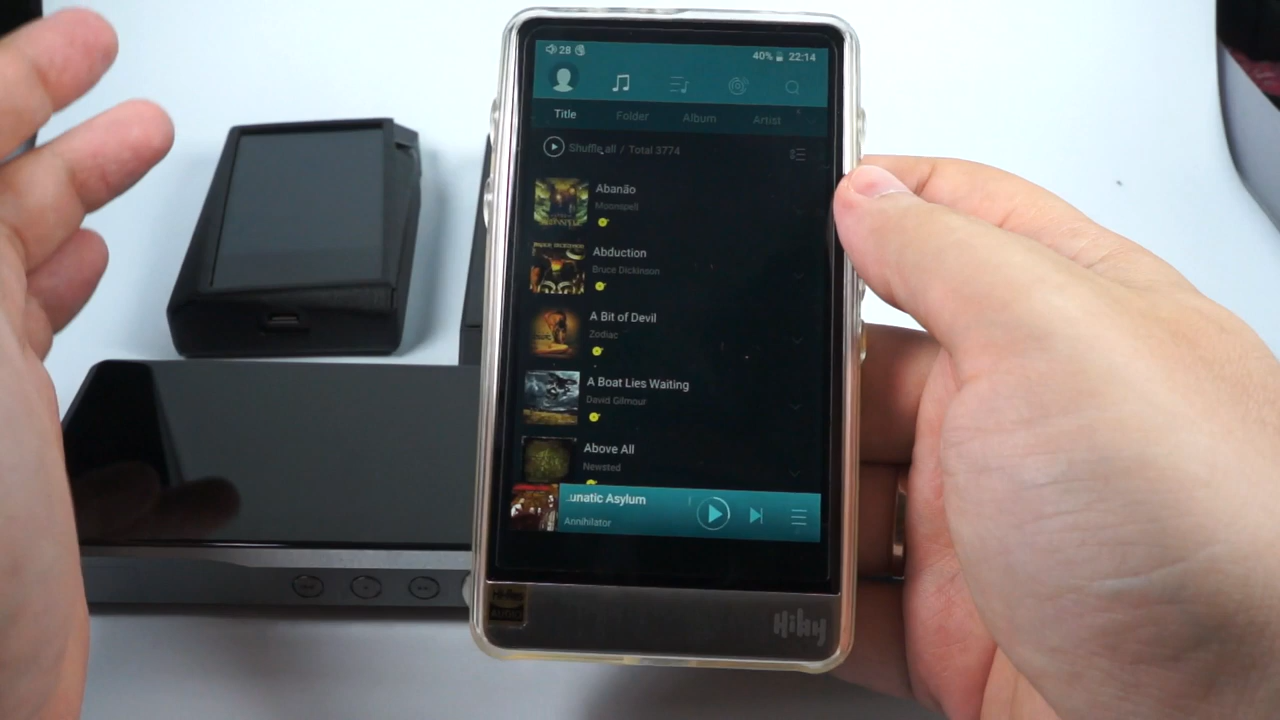 28
40% 22:14
Title Folder Album Artist
Shuffle all / Total 3774
Abanão
Moonspell
Abduction
Bruce Dickinson
A Bit of Devil
Zodiac
A Boat Lies Waiting
David Gilmour
Above All
Newsted
..unatic Asylum
Annihilator
AUDIO
Hiby